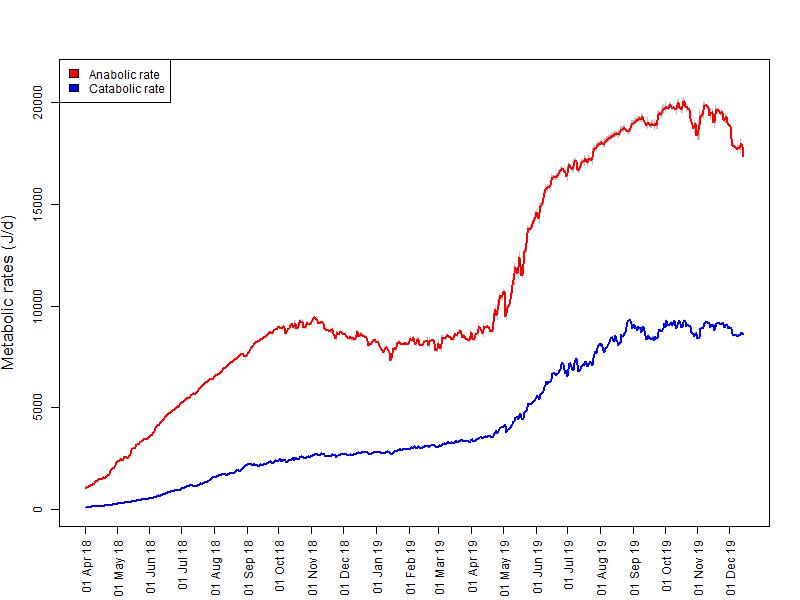 Anabolic rate
Catabolic rate
Metabolic rates (J/d)
20000
15000
10000
5000
0
01 Apr 18
01 May 18
01 Jun 18
01 Jul 18
01 Aug 18
01 Sep 18
01 Oct 18
01 Nov 18
01 Dec 18
01 Jan 19
01 Feb 19
01 Mar 19
01 Apr 19
01 May 19
01 Jun 19
01 Jul 19
01 Aug 19
01 Sep 19
01 Oct 19
01 Nov 19
01 Dec 19